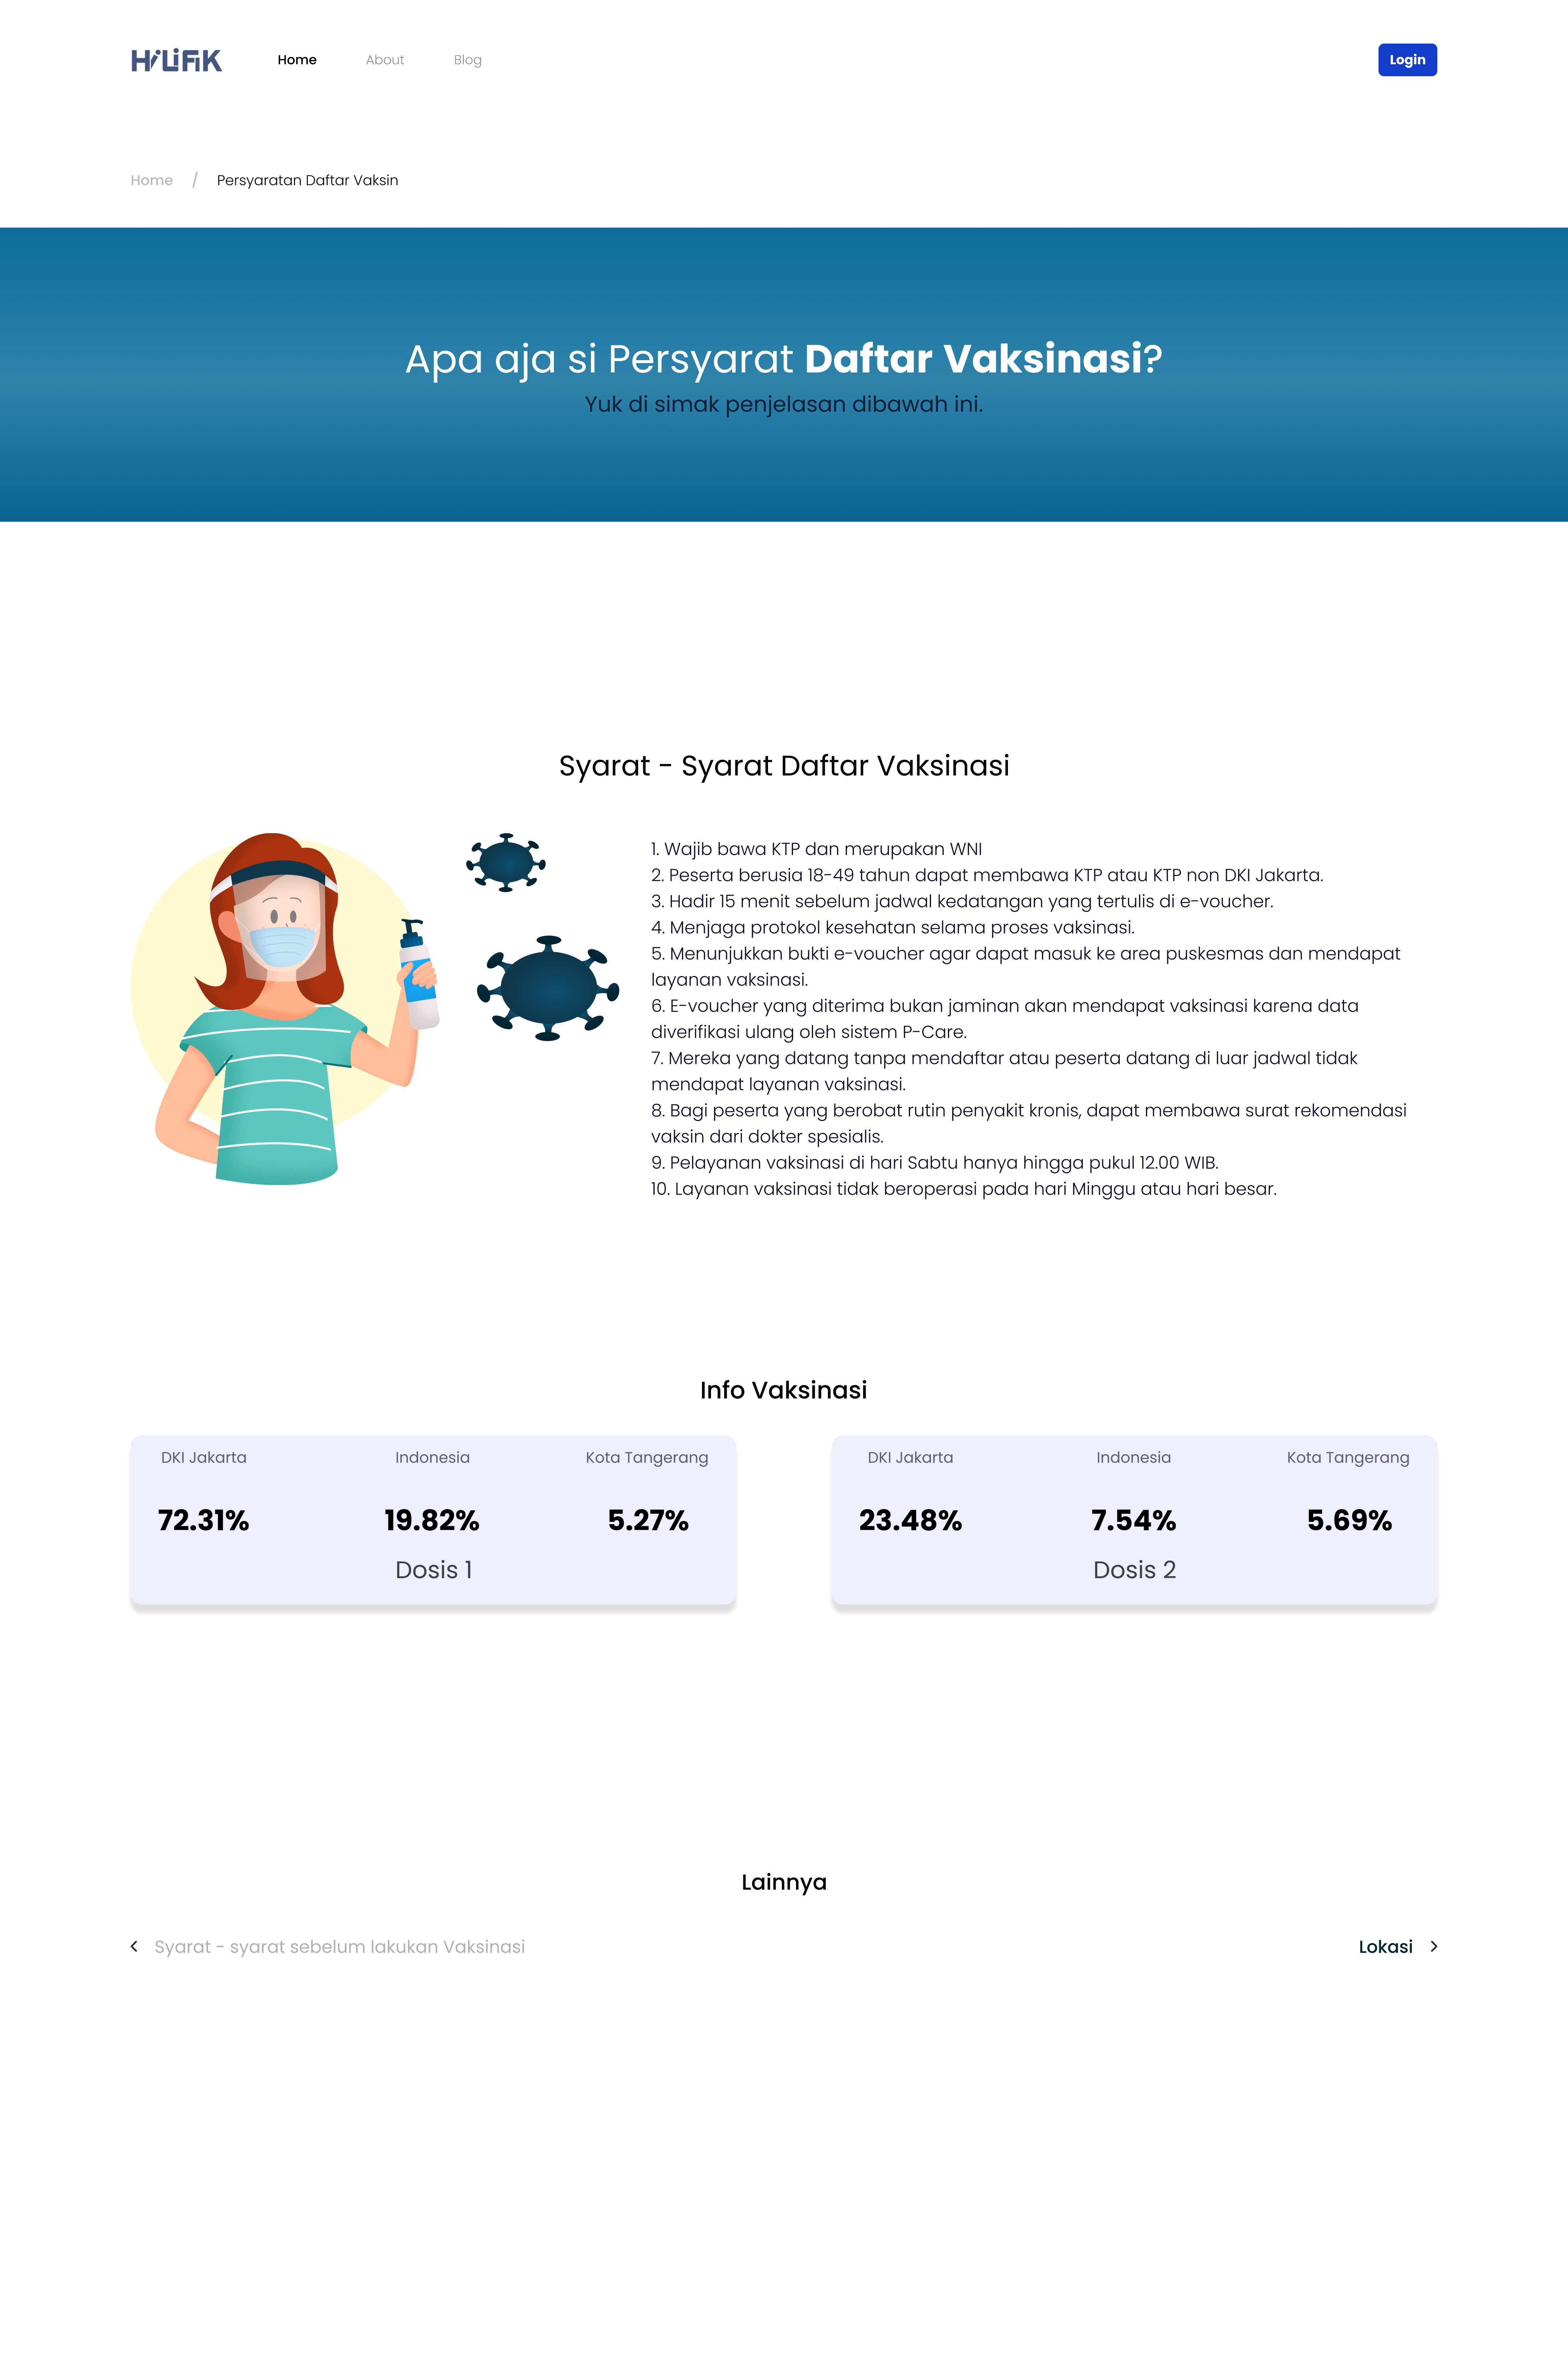 HiLiFiK
Home
About
Blog
Login
Home / Persyaratan Daftar Vaksin
Apa aja si Persyarat Daftar Vaksinasi?
Yuk di simak penjelasan dibawah ini.
Syarat - Syarat Daftar Vaksinasi
1. Wajib bawa KTP dan merupakan WNI
2. Peserta berusia 18-49 tahun dapat membawa KTP atau KTP non DKI Jakarta.
3. Hadir 15 menit sebelum jadwal kedatangan yang tertulis di e-voucher.
4. Menjaga protokol kesehatan selama proses vaksinasi.
5. Menunjukkan bukti e-voucher agar dapat masuk ke area puskesmas dan mendapat
layanan vaksinasi.
6. E-voucher yang diterima bukan jaminan akan mendapat vaksinasi karena data
diverifikasi ulang oleh sistem P-Care.
7. Mereka yang datang tanpa mendaftar atau peserta datang di luar jadwal tidak
mendapat layanan vaksinasi.
8. Bagi peserta yang berobat rutin penyakit kronis, dapat membawa surat rekomendasi
vaksin dari dokter spesialis.
9. Pelayanan vaksinasi di hari Sabtu hanya hingga pukul 12.00 WIB.
10. Layanan vaksinasi tidak beroperasi pada hari Minggu atau hari besar.
Info Vaksinasi
DKI Jakarta Indonesia Kota Tangerang
72.31% 19.82% 5.27%
Dosis 1
DKI Jakarta Indonesia Kota Tangerang
23.48% 7.54% 5.69%
Dosis 2
Lainnya
Syarat - syarat sebelum lakukan Vaksinasi
Lokasi